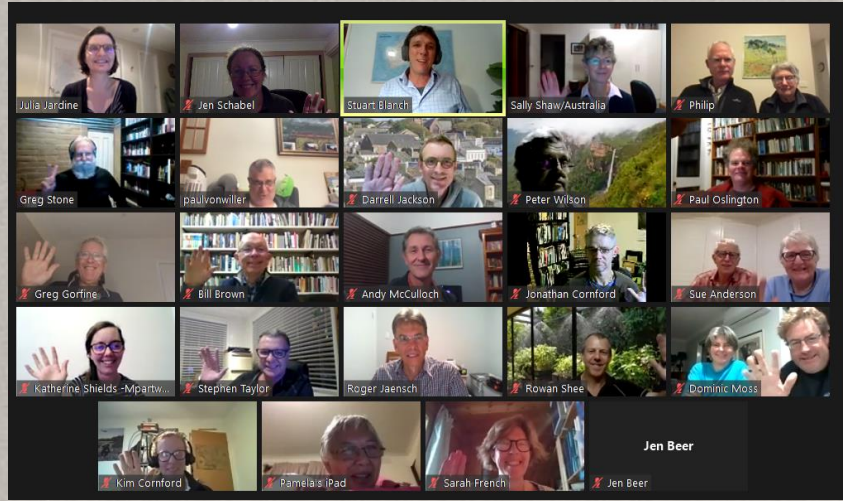 Julia Jardine
Jen Schabel
Stuart Blanch
Sally Shaw/Australia
Philip
Greg Stone
paulvonwiller
Darrell Jackson
Peter Wilson
Paul Oslington
Greg Gorfine
Bill Brown
Andy McCulloch
Jonathan Cornford
Sue Anderson
Katherine Shields -Mpartw...
Stephen Taylor
Roger Jaensch
Rowan Shee
Dominic Moss
Kim Cornford
Pamela's iPad
Sarah French
Jen Beer
Jen Beer